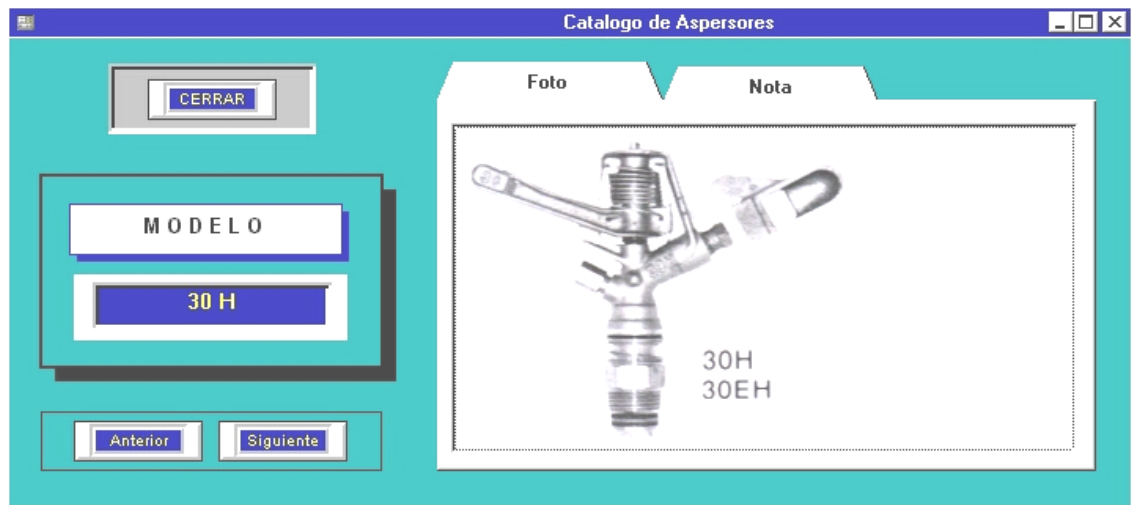 Catalogo de Aspersores
CERRAR
MODELO
30 H
Anterior
Siguiente
Foto
Nota
30H
30EH